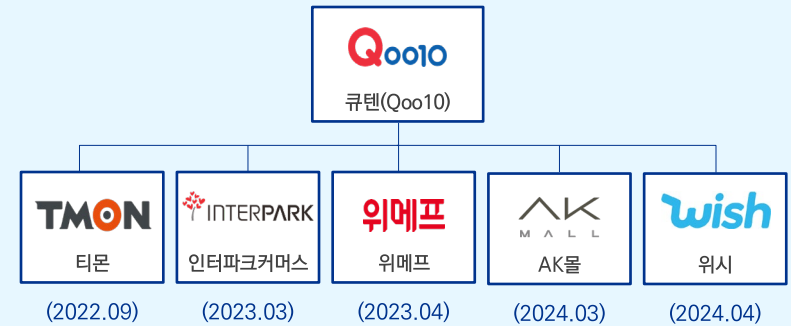 Qoo10
큐텐(Qoo10)
TMON
INTERPARK
위메프
AK
MALL
wish
티몬
인터파크커머스
위메프
AK몰
위시
(2022.09)
(2023.03)
(2023.04)
(2024.03)
(2024.04)